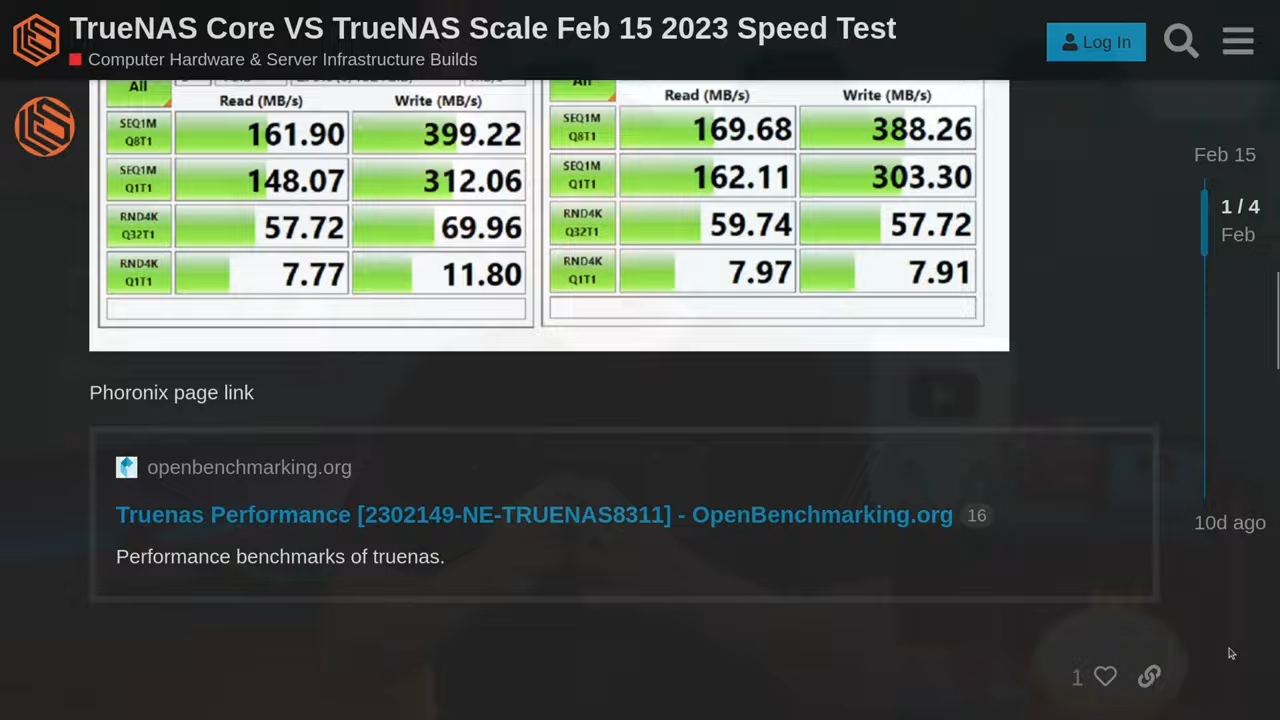 TrueNAS Core VS TrueNAS Scale Feb 15 2023 Speed Test
Computer Hardware & Server Infrastructure Builds
Log In
All
Read (MB/s) Write (MB/s)
SEQ1M Q8T1 161.90 399.22
SEQ1M Q1T1 148.07 312.06
RND4K Q32T1 57.72 69.96
RND4K Q1T1 7.77 11.80
All
Read (MB/s) Write (MB/s)
SEQ1M Q8T1 169.68 388.26
SEQ1M Q1T1 162.11 303.30
RND4K Q32T1 59.74 57.72
RND4K Q1T1 7.97 7.91
Feb 15
1 / 4
Feb
10d ago
Phoronix page link
openbenchmarking.org
Truenas Performance [2302149-NE-TRUENAS8311] - OpenBenchmarking.org 16
Performance benchmarks of truenas.
1